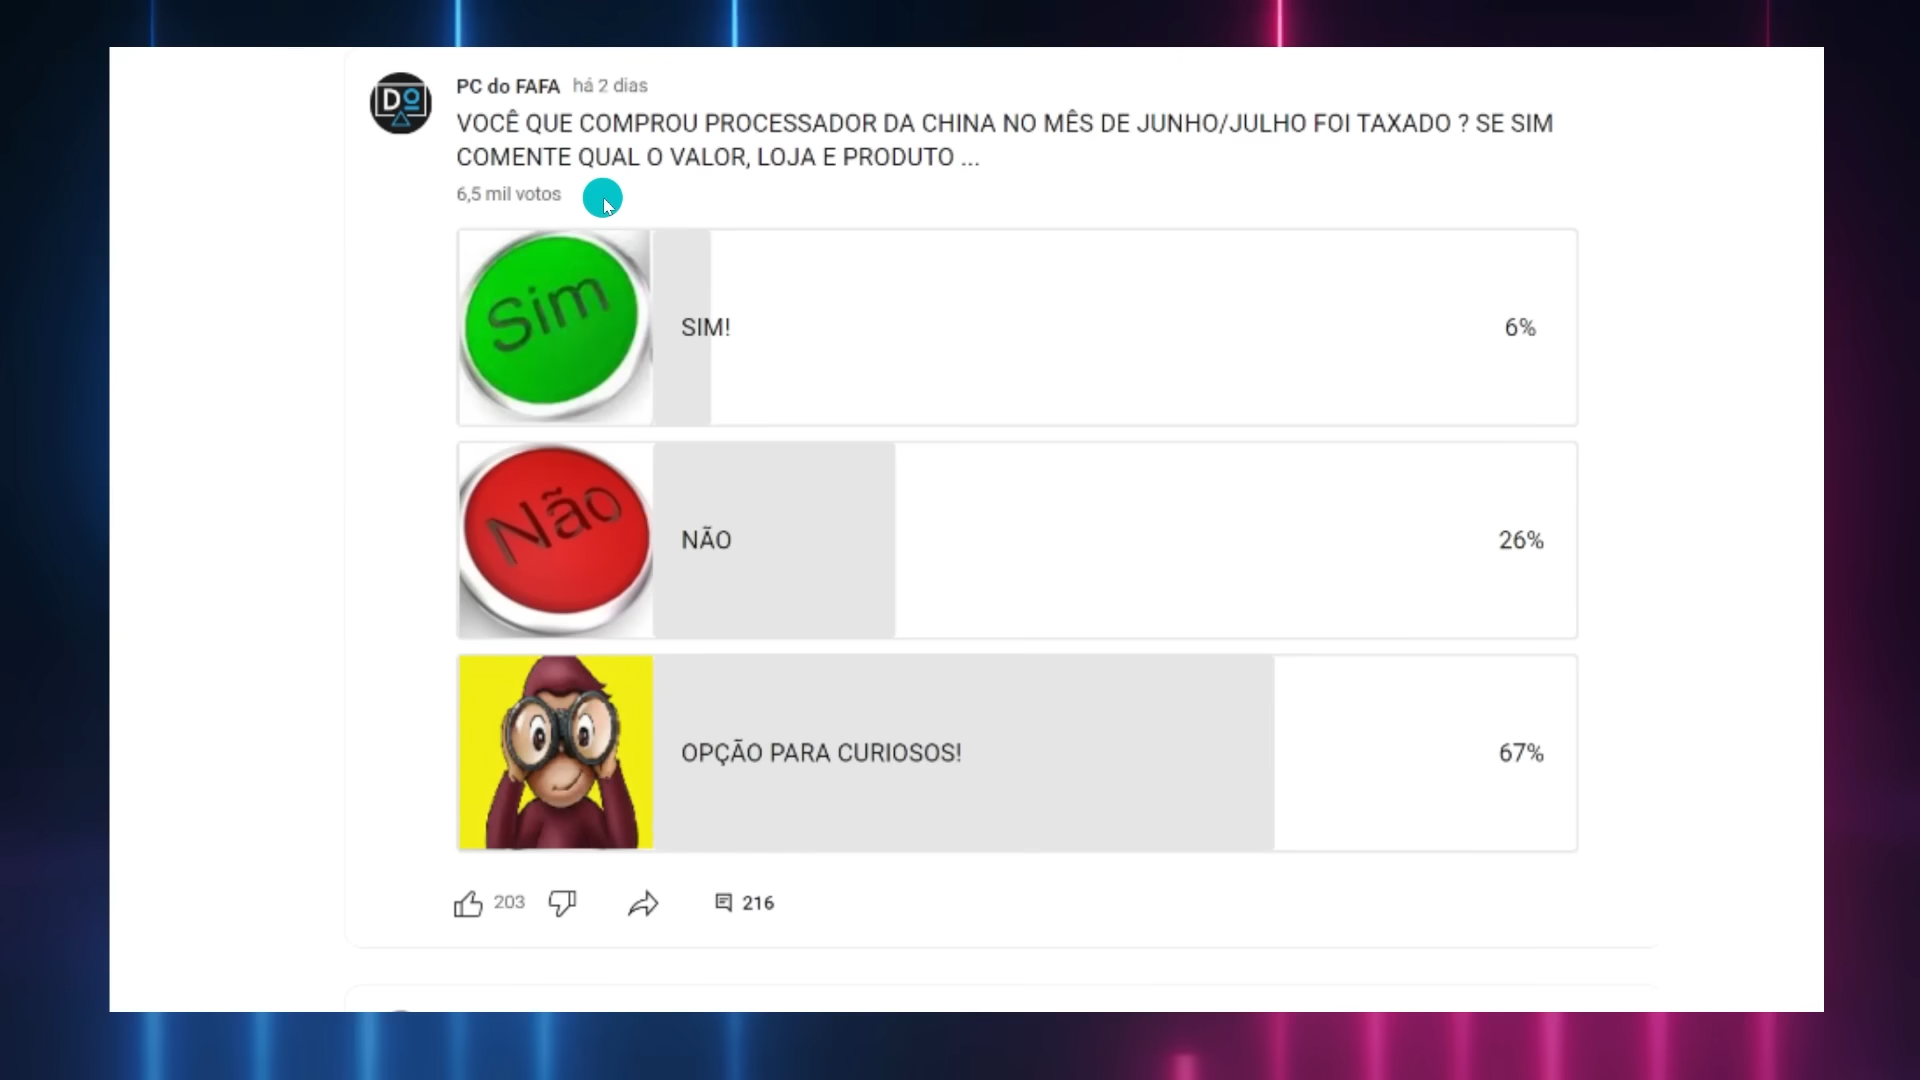 DO
PC do FAFA há 2 dias
VOCÊ QUE COMPROU PROCESSADOR DA CHINA NO MÊS DE JUNHO/JULHO FOI TAXADO ? SE SIM
COMENTE QUAL O VALOR, LOJA E PRODUTO ...
6,5 mil votos
Sim
SIM!
6%
Não
NÃO
26%
OPÇÃO PARA CURIOSOS!
67%
203
216